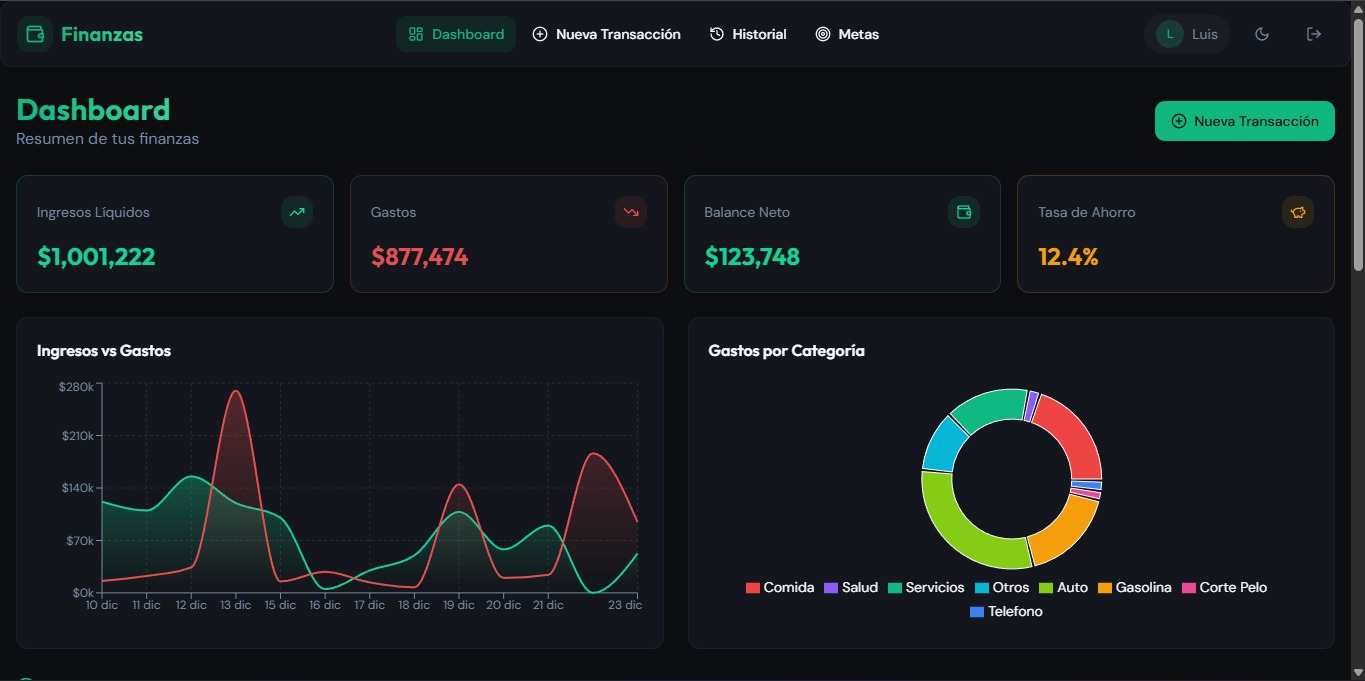 Finanzas
Dashboard
Nueva Transacción
Historial
Metas
L
Luis
Dashboard
Resumen de tus finanzas
Nueva Transacción
Ingresos Líquidos
$1,001,222
Gastos
$877,474
Balance Neto
$123,748
Tasa de Ahorro
12.4%
Ingresos vs Gastos
$280k
$210k
$140k
$70k
$0k
10 dic 11 dic 12 dic 13 dic 15 dic 16 dic 17 dic 18 dic 19 dic 20 dic 21 dic 23 dic
Gastos por Categoría
Comida Salud Servicios Otros Auto Gasolina Corte Pelo
Telefono